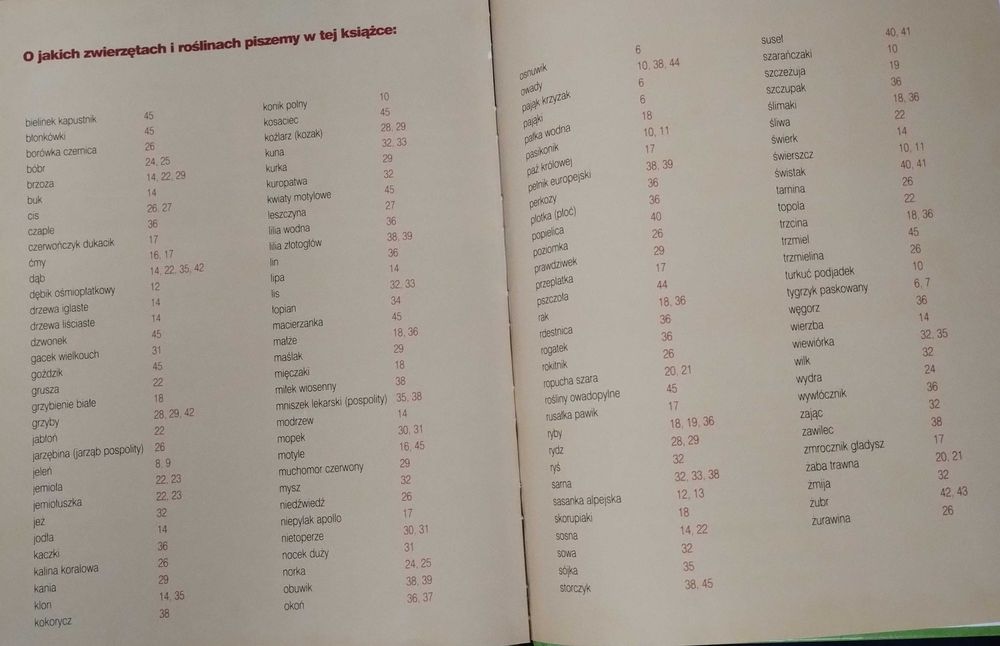 O jakich zwierzętach i roślinach piszemy w tej książce:
bielinek kapustnik 45
błonkówki 45
borówka czernica 26
bóbr 24, 25
brzoza 14, 22, 29
buk 14
cis 26, 27
czaple 36
czerwończyk dukacik 17
ćmy 16, 17
dąb 14, 22, 35, 42
dębik ośmiopłatkowy 12
drzewa iglaste 14
drzewa liściaste 14
dzwonek 45
gacek wielkouch 31
goździk 45
grusza 22
grzybienie białe 18
grzyby 28, 29, 42
jabłoń 22
jarzębina (jarząb pospolity) 26
jeleń 8, 9
jemioła 22, 23
jemiołuszka 22, 23
jeż 32
jodła 14
kaczki 36
kalina koralowa 26
kania 29
klon 14, 35
kokorycz 38
konik polny 10
kosaciec 45
koźlarz (kozak) 28, 29
kuna 32, 33
kurka 29
kuropatwa 32
kwiaty motylowe 45
leszczyna 27
lilia wodna 36
lilia złotogłów 38, 39
lin 36
lipa 14
lis 32, 33
łopian 34
macierzanka 45
małże 18, 36
maślak 29
mięczaki 18
miłek wiosenny 38
mniszek lekarski (pospolity) 35, 38
modrzew 14
mopek 30, 31
motyle 16, 45
muchomor czerwony 29
mysz 32
niedźwiedź 26
niepylak apollo 17
nietoperze 30, 31
nocek duży 31
norka 24, 25
obuwik 38, 39
okoń 36, 37
osnuwik 6
owady 10, 38, 44
pająk krzyżak 6
pająki 6
pałka wodna 18
pasikonik 10, 11
paź królowej 17
pełnik europejski 38, 39
perkozy 36
płotka (płoć) 36
popielica 40
poziomka 26
prawdziwek 29
przeplatka 17
pszczoła 44
rak 18, 36
rdestnica 36
rogatek 36
rokitnik 26
ropucha szara 20, 21
rośliny owadopylne 45
rusałka pawik 17
ryby 18, 19, 36
rydz 28, 29
ryś 32
sarna 32, 33, 38
sasanka alpejska 12, 13
skorupiaki 18
sosna 14, 22
sowa 32
sójka 35
storczyk 38, 45
suseł 40, 41
szarańczaki 10
szczeżuja 19
szczupak 36
ślimaki 18, 36
śliwa 22
świerk 14
świerszcz 10, 11
świstak 40, 41
tarnina 26
topola 22
trzcina 18, 36
trzmiel 45
trzmielina 26
turkuć podjadek 10
tygrzyk paskowany 6, 7
węgorz 36
wierzba 14
wiewiórka 32, 35
wilk 32
wydra 24
wywłócznik 36
zając 32
zawilec 38
zmrocznik gładysz 17
żaba trawna 20, 21
żmija 32
żubr 42, 43
żurawina 26